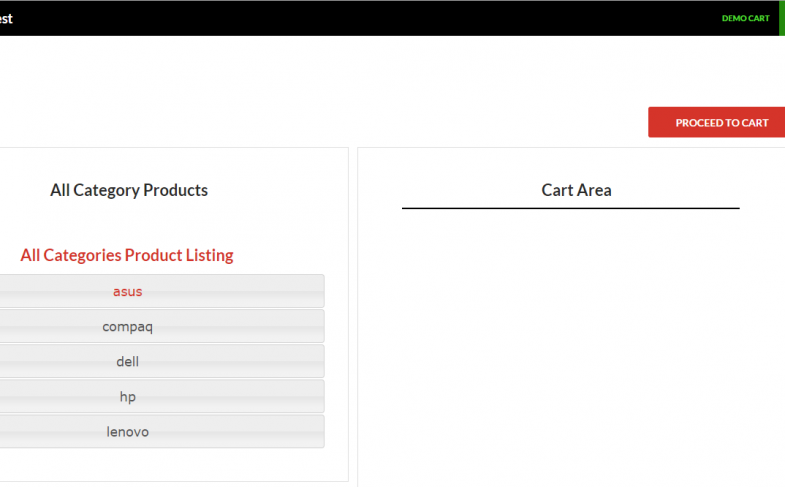 est
DEMO CART
PROCEED TO CART
All Category Products
Cart Area
All Categories Product Listing
asus
compaq
dell
hp
lenovo